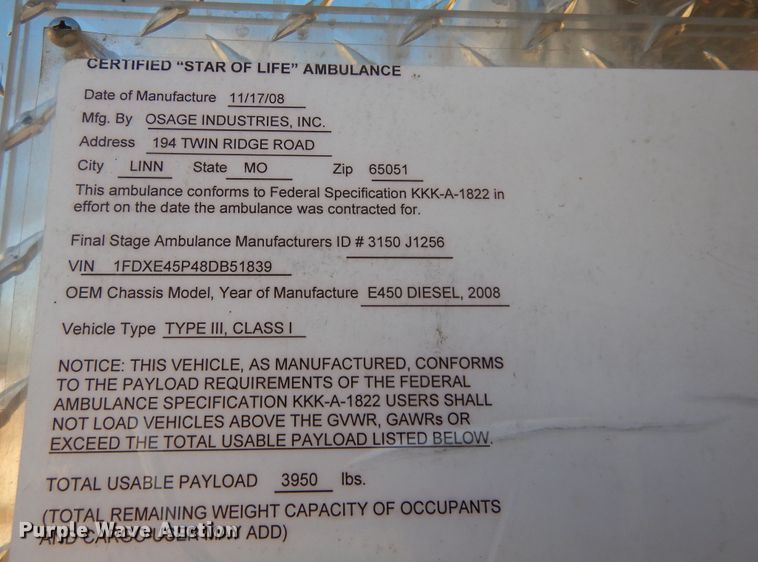 CERTIFIED "STAR OF LIFE" AMBULANCE
Date of Manufacture 11/17/08
Mfg. By OSAGE INDUSTRIES, INC.
Address 194 TWIN RIDGE ROAD
City LINN State MO Zip 65051
This ambulance conforms to Federal Specification KKK-A-1822 in
effort on the date the ambulance was contracted for.
Final Stage Ambulance Manufacturers ID # 3150 J1256
VIN 1FDXE45P48DB51839
OEM Chassis Model, Year of Manufacture E450 DIESEL, 2008
Vehicle Type TYPE III, CLASS I
NOTICE: THIS VEHICLE, AS MANUFACTURED, CONFORMS
TO THE PAYLOAD REQUIREMENTS OF THE FEDERAL
AMBULANCE SPECIFICATION KKK-A-1822 USERS SHALL
NOT LOAD VEHICLES ABOVE THE GVWR, GAWRs OR
EXCEED THE TOTAL USABLE PAYLOAD LISTED BELOW.
TOTAL USABLE PAYLOAD 3950 lbs.
(TOTAL REMAINING WEIGHT CAPACITY OF OCCUPANTS
AND CARGO USER MAY ADD)
Purple Wave Auction